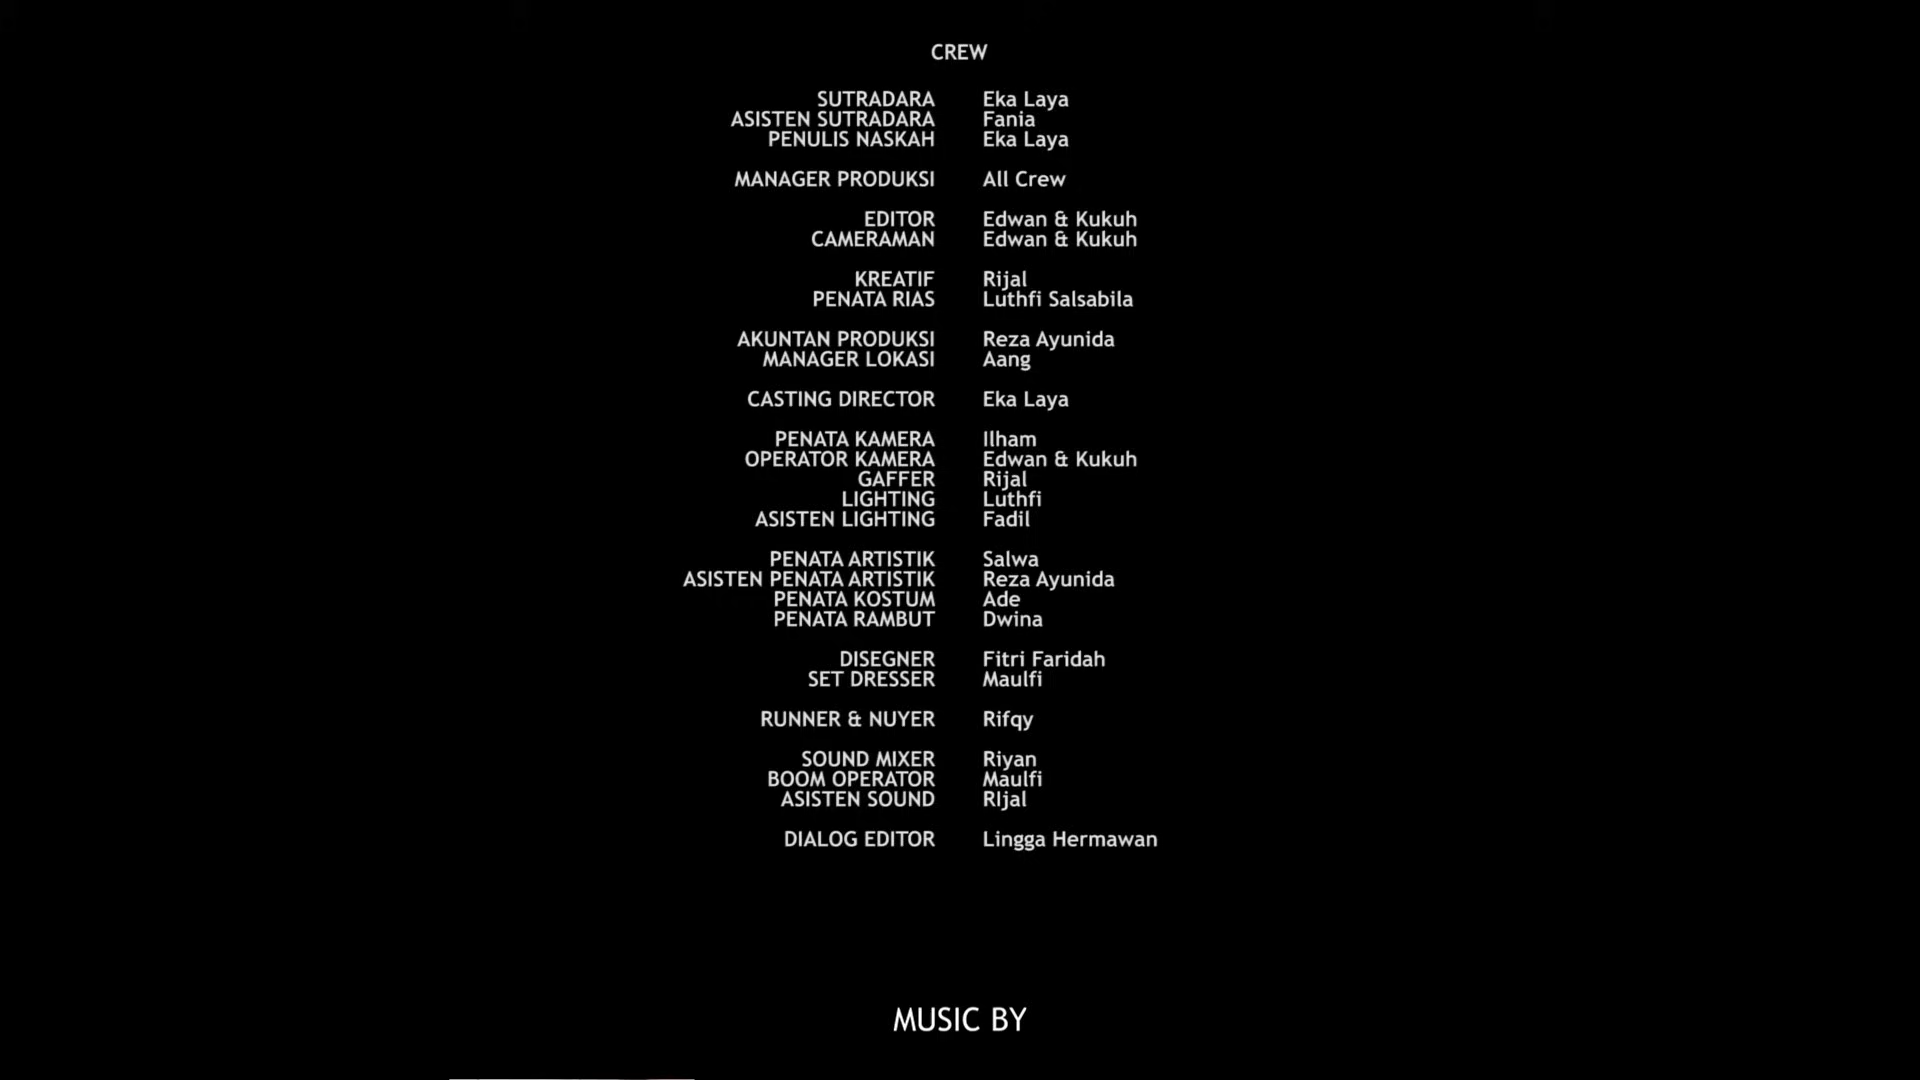 CREW
SUTRADARA Eka Laya
ASISTEN SUTRADARA Fania
PENULIS NASKAH Eka Laya
MANAGER PRODUKSI All Crew
EDITOR Edwan & Kukuh
CAMERAMAN Edwan & Kukuh
KREATIF Rijal
PENATA RIAS Luthfi Salsabila
AKUNTAN PRODUKSI Reza Ayunida
MANAGER LOKASI Aang
CASTING DIRECTOR Eka Laya
PENATA KAMERA Ilham
OPERATOR KAMERA Edwan & Kukuh
GAFFER Rijal
LIGHTING Luthfi
ASISTEN LIGHTING Fadil
PENATA ARTISTIK Salwa
ASISTEN PENATA ARTISTIK Reza Ayunida
PENATA KOSTUM Ade
PENATA RAMBUT Dwina
DISEGNER Fitri Faridah
SET DRESSER Maulfi
RUNNER & NUYER Rifqy
SOUND MIXER Riyan
BOOM OPERATOR Maulfi
ASISTEN SOUND RIjal
DIALOG EDITOR Lingga Hermawan
MUSIC BY